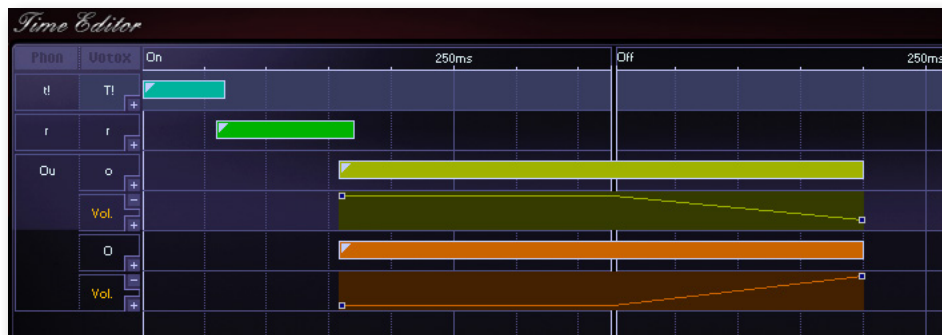 Time Editor
Phon Votox On 250ms Off 250ms
t! T!
+
r r
+
Ou o
+
−
Vol.
+
O
+
−
Vol.
+